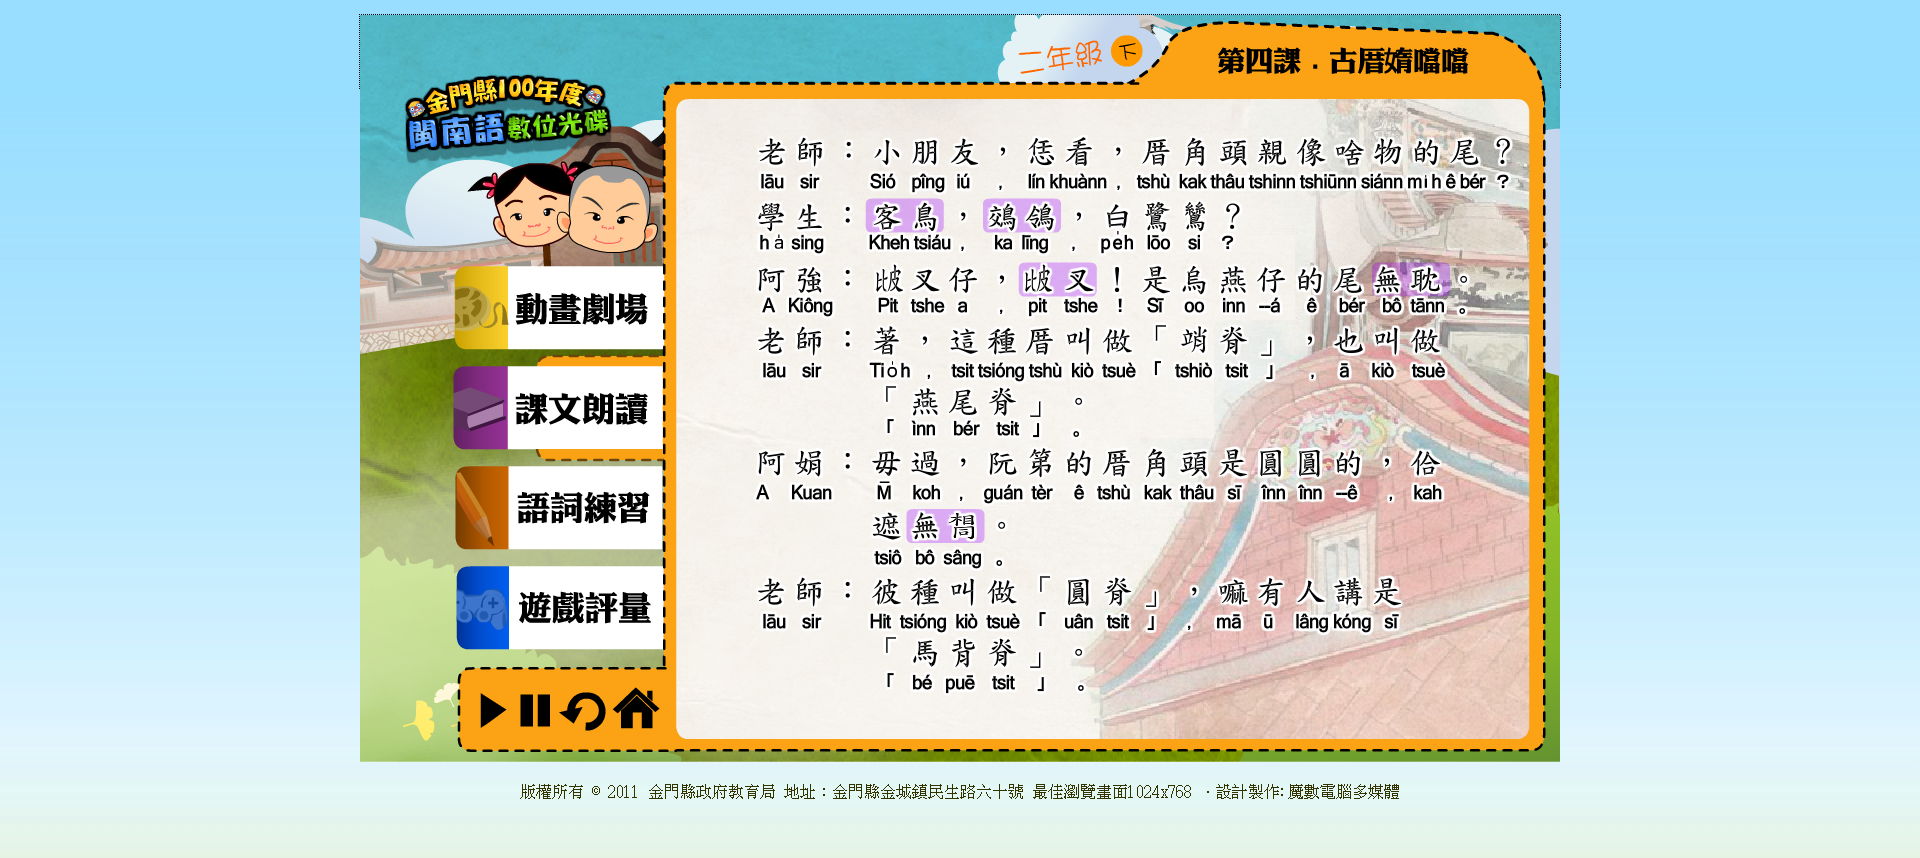 二年級 下
第四課．古厝媠噹噹
金門縣100年度
閩南語數位光碟
動畫劇場
課文朗讀
語詞練習
遊戲評量
老師：小朋友，恁看，厝角頭親像啥物的尾？
lāu sir Sió pîng iú , lín khuànn , tshù kak thâu tshinn tshiūnn siánn mi h ê bér ?
學生：客鳥，鵁鴒，白鷺鷥？
ha̍ sing Kheh tsiáu , ka līng , pe̍h lōo si ?
阿強：𪁎叉仔，𪁎叉！是烏燕仔的尾無耽。
A Kiông Pit tshe a , pit tshe ! Sī oo inn --á ê bér bô tānn 。
老師：著，這種厝叫做「鞘脊」，也叫做
lāu sir Tio̍h , tsit tsióng tshù kiò tsuè「 tshiò tsit 」 , ā kiò tsuè
「燕尾脊」。
「 ìnn bér tsit 」 。
阿娟：毋過，阮第的厝角頭是圓圓的，佮
A Kuan M̄ koh , guán tèr ê tshù kak thâu sī înn înn --ê , kah
遮無𫝛。
tsiô bô sâng 。
老師：彼種叫做「圓脊」，嘛有人講是
lāu sir Hit tsióng kiò tsuè「 uân tsit 」 , mā ū lâng kóng sī
「馬背脊」。
「 bé puē tsit 」 。
版權所有 © 2011 金門縣政府教育局 地址：金門縣金城鎮民生路六十號 最佳瀏覽畫面1024x768 ‧設計製作: 魔數電腦多媒體